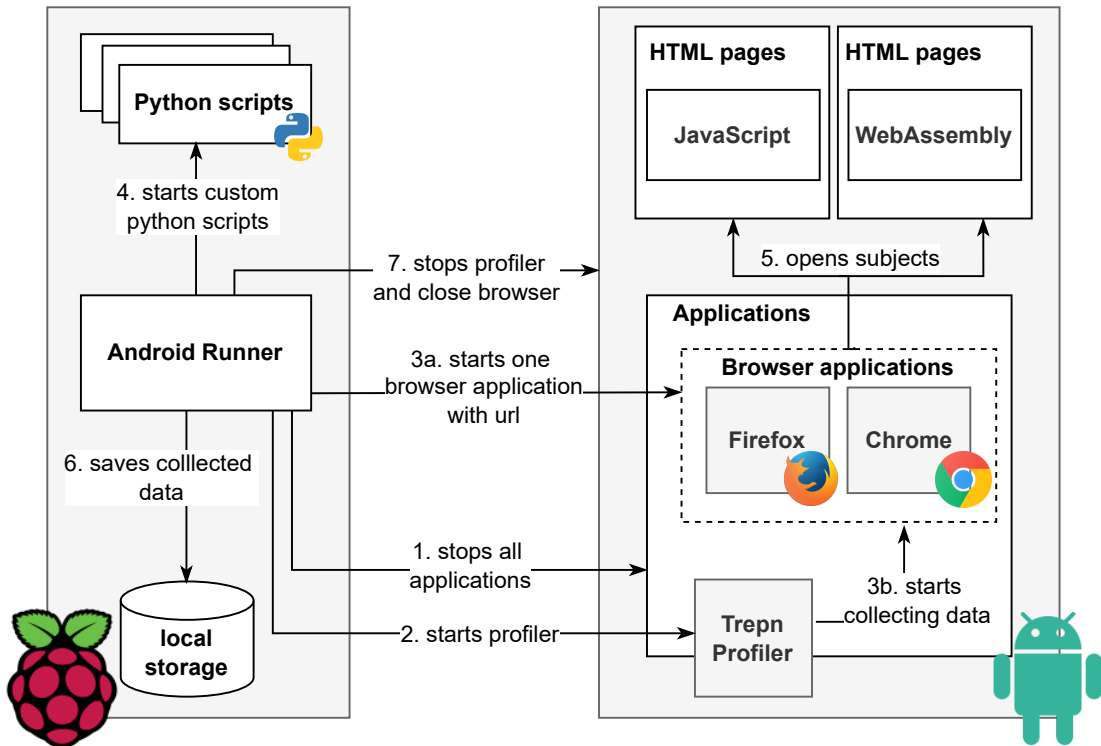 Python scripts
4. starts custom
python scripts
Android Runner
6. saves colllected
data
local
storage
7. stops profiler
and close browser
3a. starts one
browser application
with url
1. stops all
applications
2. starts profiler
HTML pages
JavaScript
HTML pages
WebAssembly
5. opens subjects
Applications
Browser applications
Firefox
Chrome
3b. starts
collecting data
Trepn
Profiler